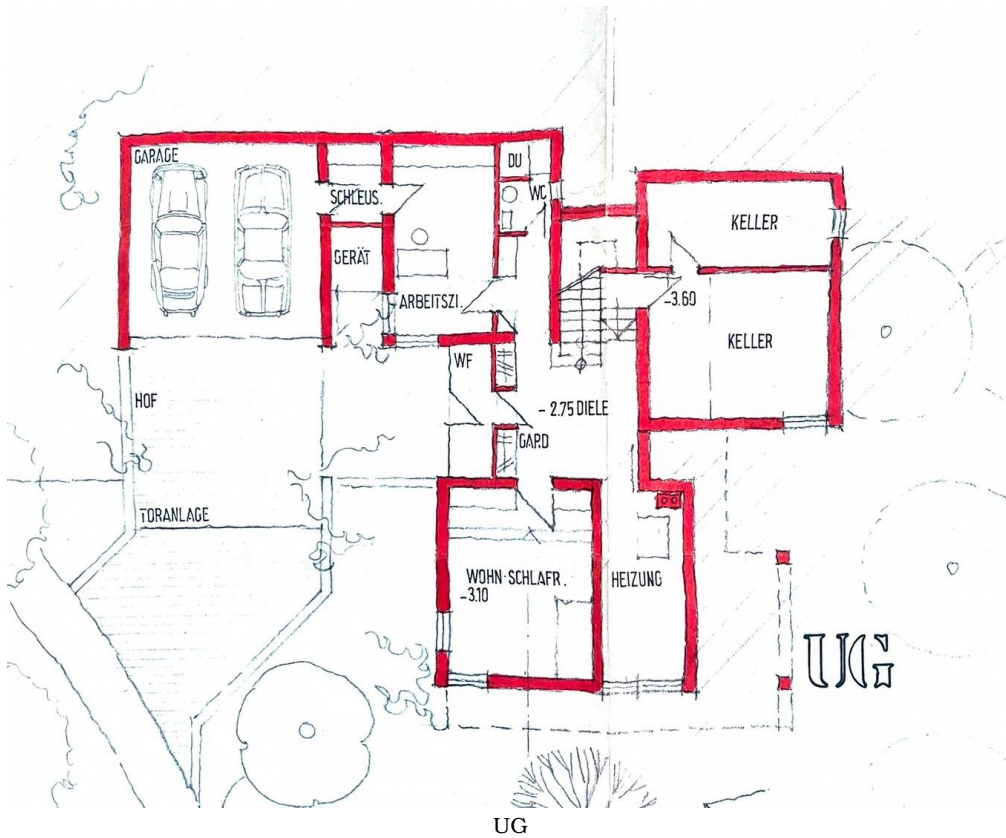 GARAGE
SCHLEUS.
GERÄT
ARBEITSZI.
DU
WC
KELLER
-3.60
KELLER
WF
HOF
- 2.75 DIELE
GARD
TORANLAGE
WOHN-SCHLAFR.
-3.10
HEIZUNG
UG
UG